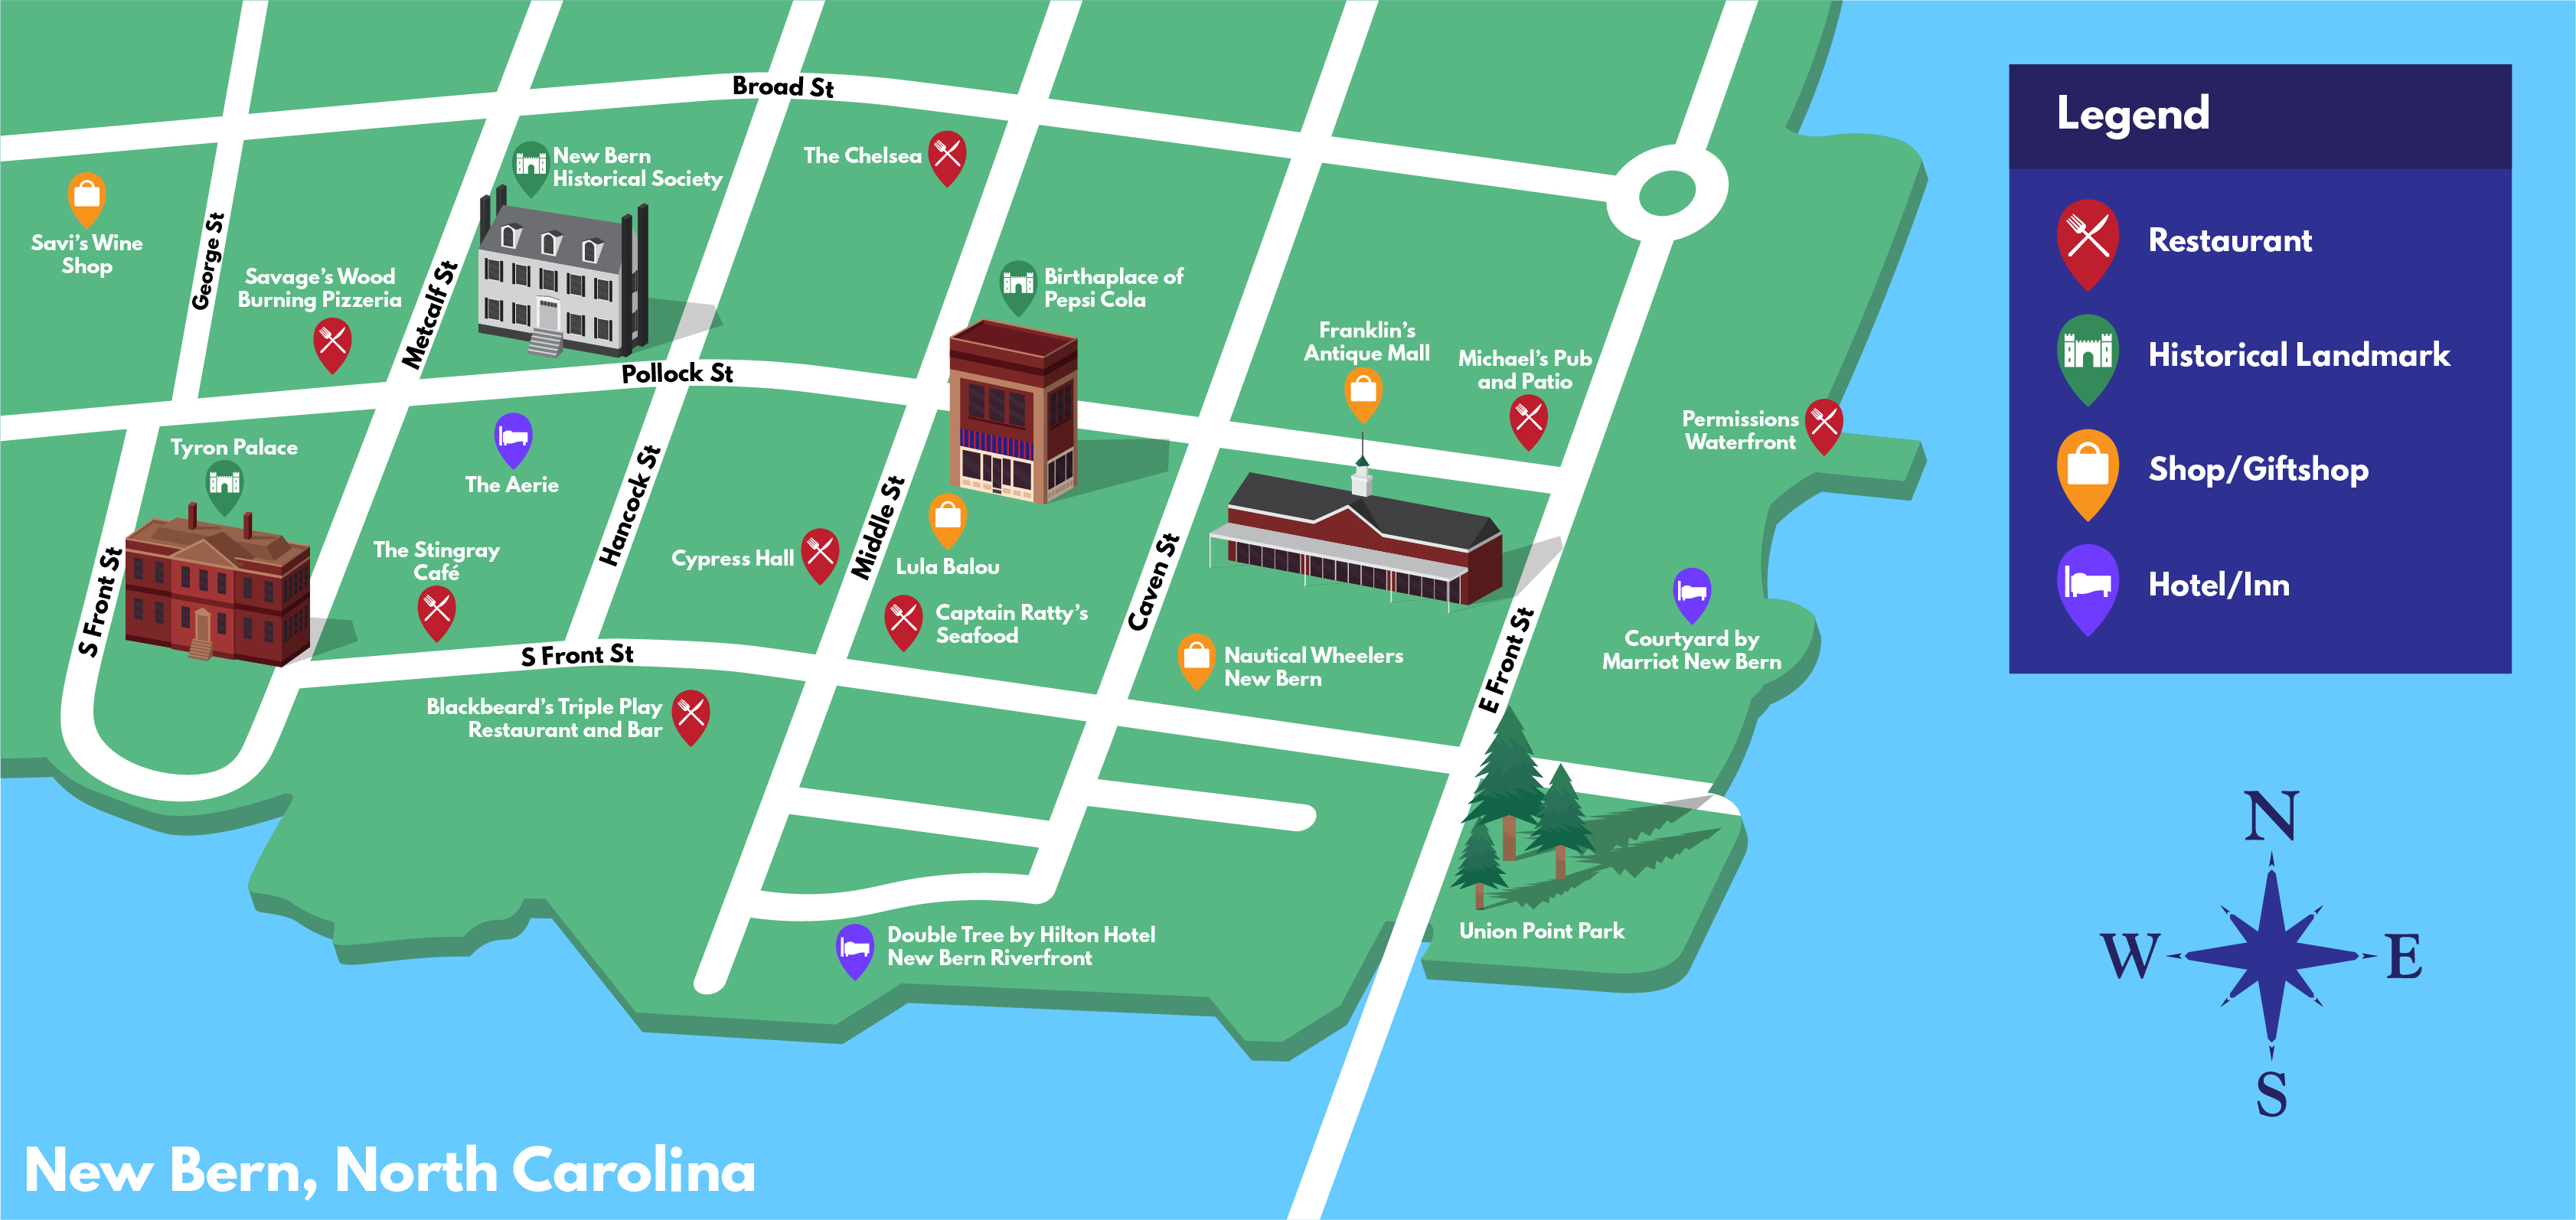 Broad St
Legend
The Chelsea
New Bern
Historical Society
Savi's Wine
Shop
George St
Savage's Wood
Burning Pizzeria
Metcalf St
Birthaplace of
Pepsi Cola
Restaurant
Historical Landmark
Shop/Giftshop
Hotel/Inn
Pollock St
Franklin's
Antique Mall
Michael's Pub
and Patio
Permissions
Waterfront
Tyron Palace
The Aerie
Hancock St
Middle St
The Stingray
Café
Cypress Hall
Lula Balou
Caven St
S Front St
Captain Ratty's
Seafood
E Front St
Courtyard by
Marriot New Bern
S Front St
Nautical Wheelers
New Bern
Blackbeard's Triple Play
Restaurant and Bar
Union Point Park
Double Tree by Hilton Hotel
New Bern Riverfront
N
W
E
S
New Bern, North Carolina